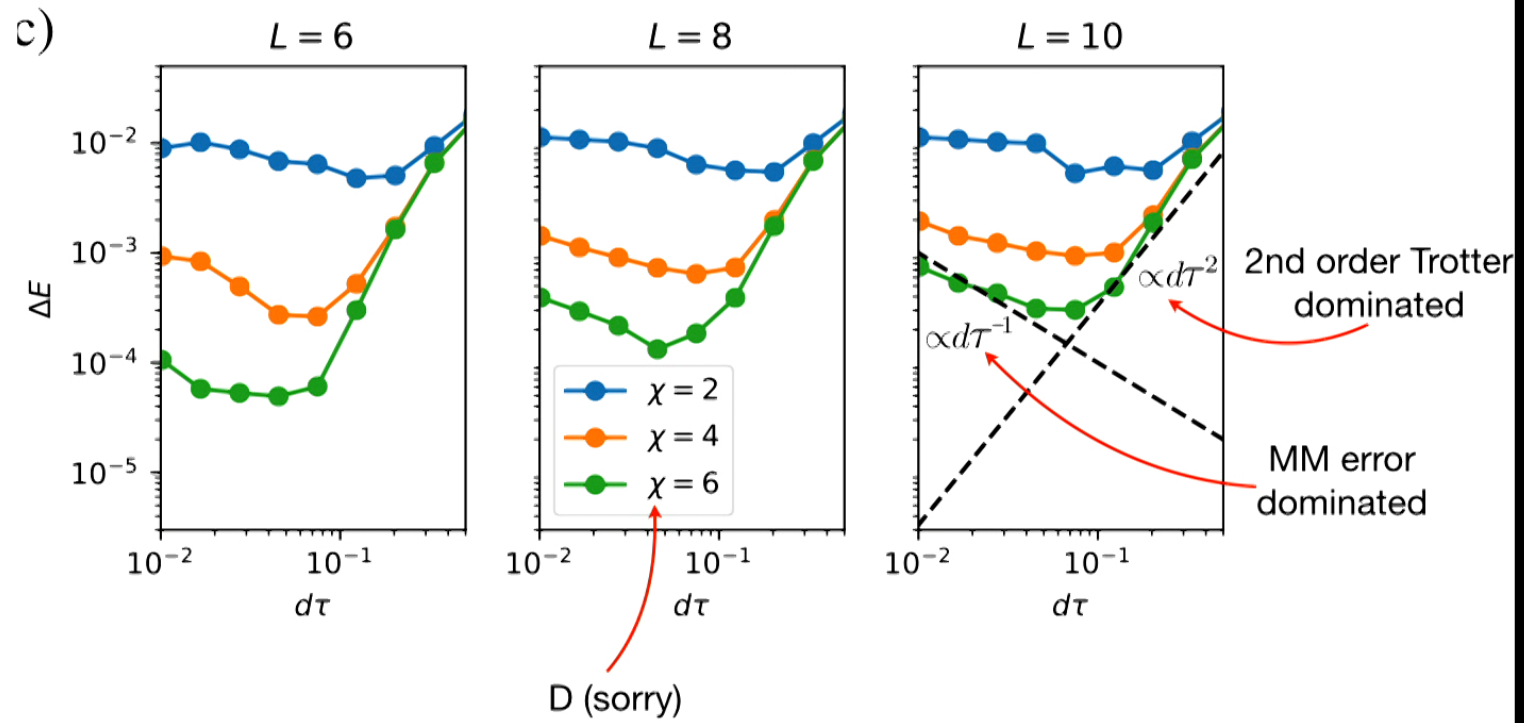 c)
L = 6
L = 8
L = 10
ΔE
10⁻²
10⁻³
10⁻⁴
10⁻⁵
χ = 2
χ = 4
χ = 6
∝dτ²
∝dτ⁻¹
2nd order Trotter
dominated
MM error
dominated
10⁻² 10⁻¹
10⁻² 10⁻¹
10⁻² 10⁻¹
dτ
dτ
dτ
D (sorry)